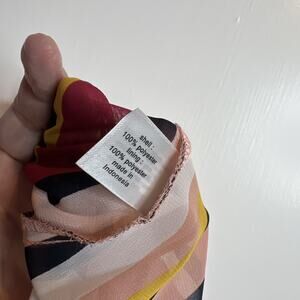 shell :
100% polyester
lining :
100% polyester
made in
Indonesia